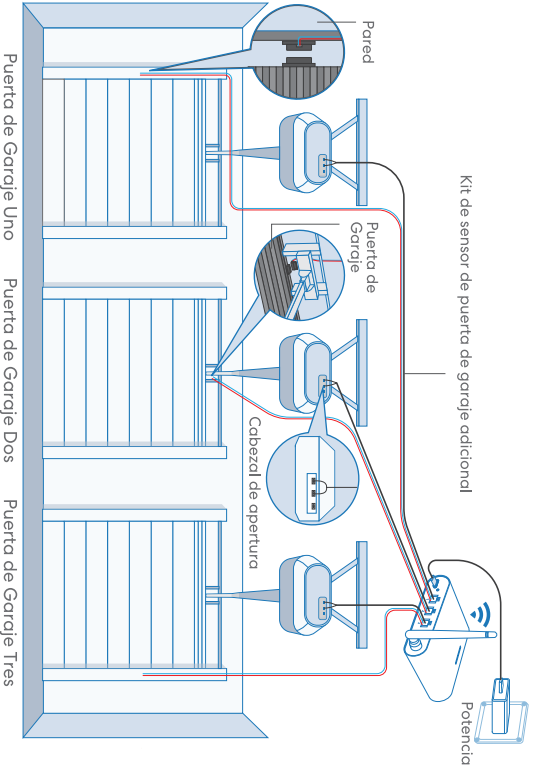 Potencia
Kit de sensor de puerta de garaje adicional
Pared
Puerta de
Garaje
Cabezal de apertura
Puerta de Garaje Uno
Puerta de Garaje Dos
Puerta de Garaje Tres